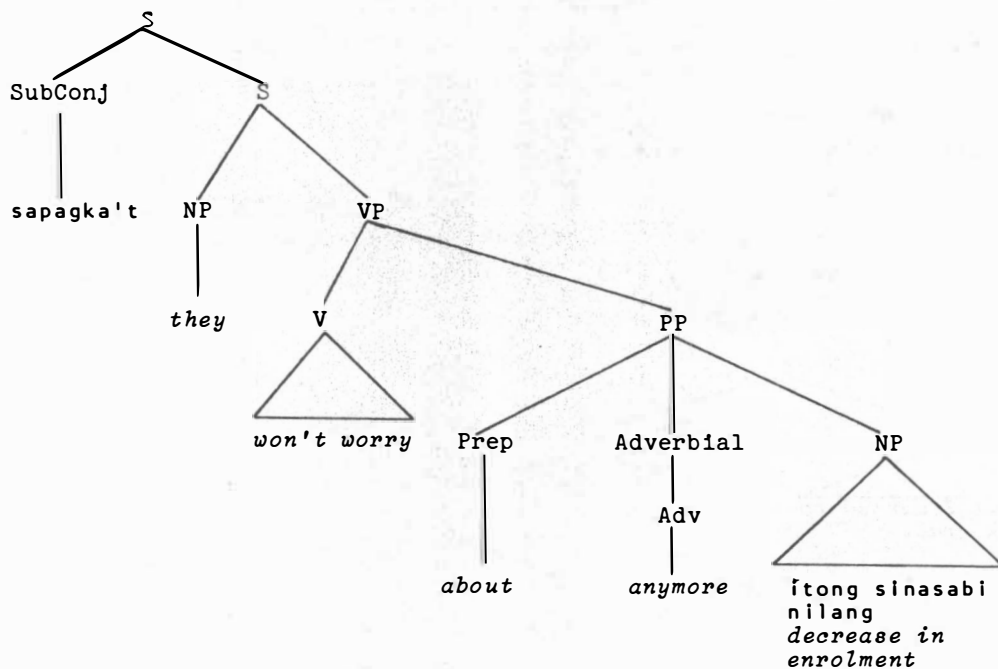 S
SubConj
S
sapagka't
NP
VP
they
V
PP
won't worry
Prep
Adverbial
NP
Adv
about
anymore
itong sinasabi
nilang
decrease in
enrolment